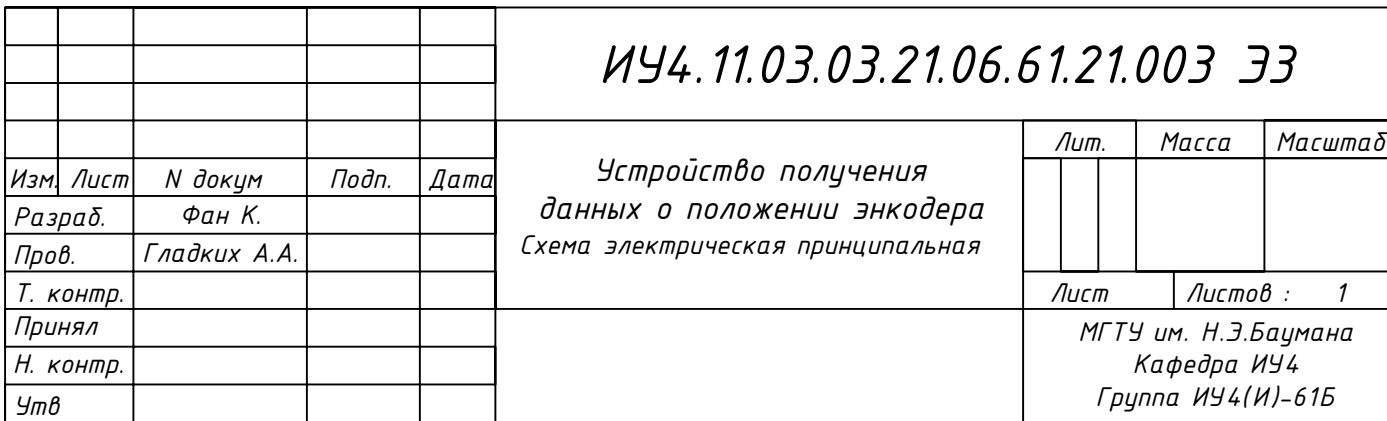 ИУ4.11.03.03.21.06.61.21.003 ЭЗ
Изм. Лист N докум Подп. Дата
Разраб. Фан К.
Пров. Гладких А.А.
Т. контр.
Принял
Н. контр.
Утв
Устройство получения
данных о положении энкодера
Схема электрическая принципальная
Лит. Масса Масштаб
Лист Листов : 1
МГТУ им. Н.Э.Баумана
Кафедра ИУ4
Группа ИУ4(И)-61Б